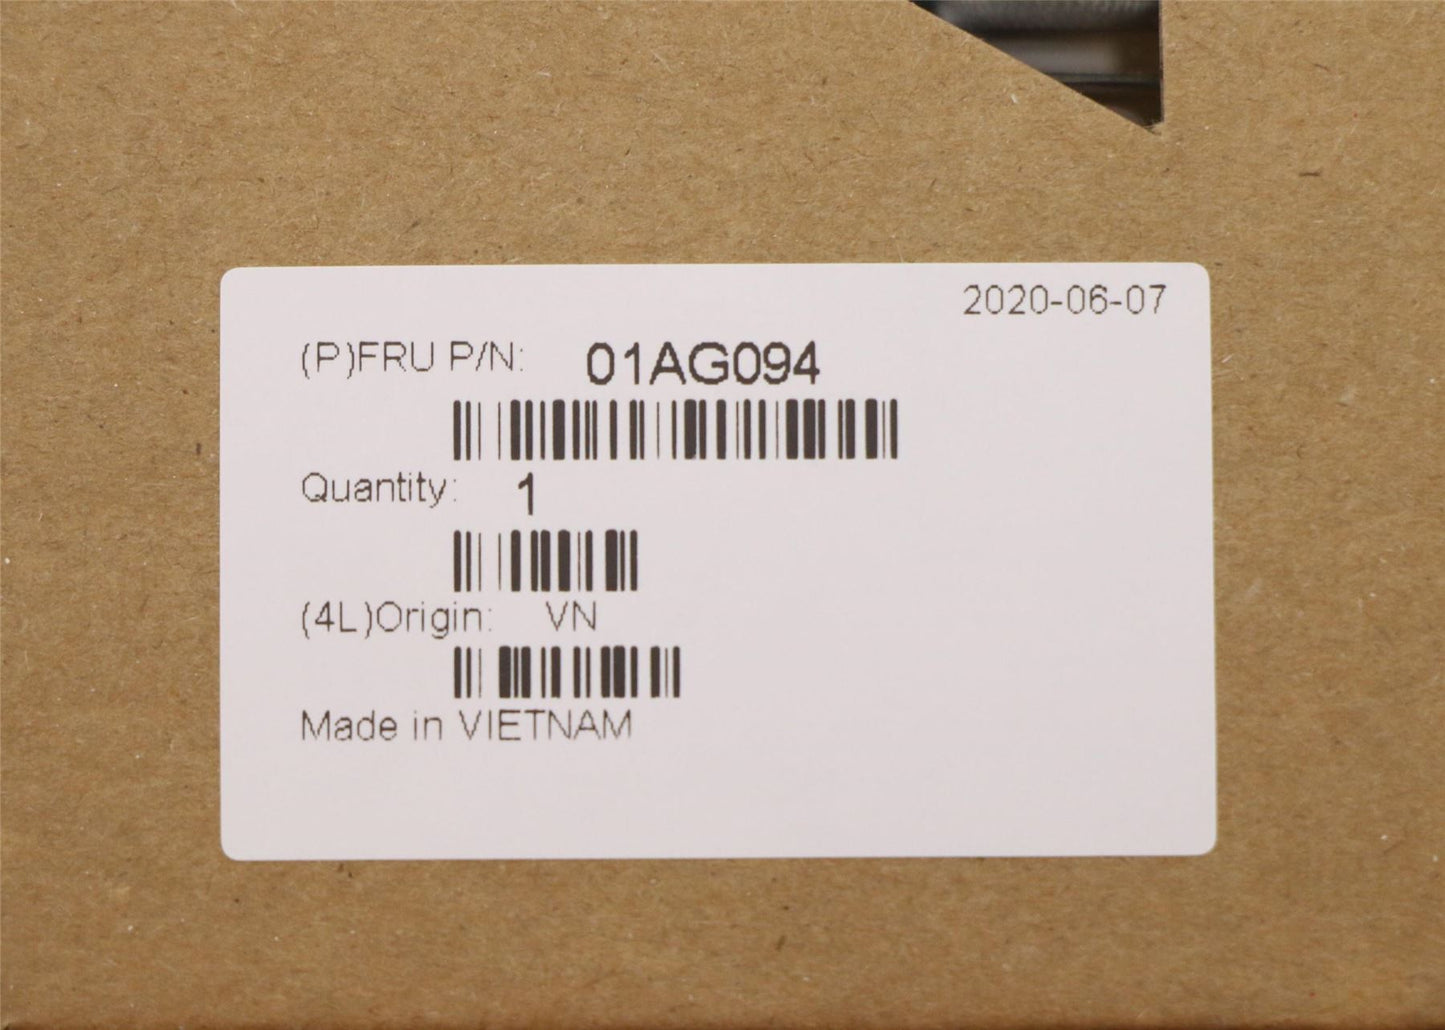 2020-06-07
(P)FRU P/N: 01AG094
Quantity: 1
(4L)Origin: VN
Made in VIETNAM